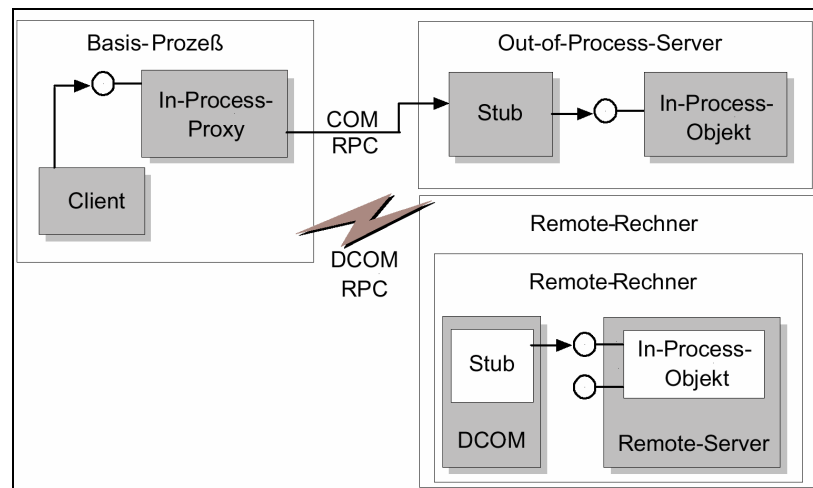 Basis-Prozeß
In-Process-
Proxy
Client
COM
RPC
Out-of-Process-Server
Stub
In-Process-
Objekt
DCOM
RPC
Remote-Rechner
Remote-Rechner
Stub
DCOM
In-Process-
Objekt
Remote-Server